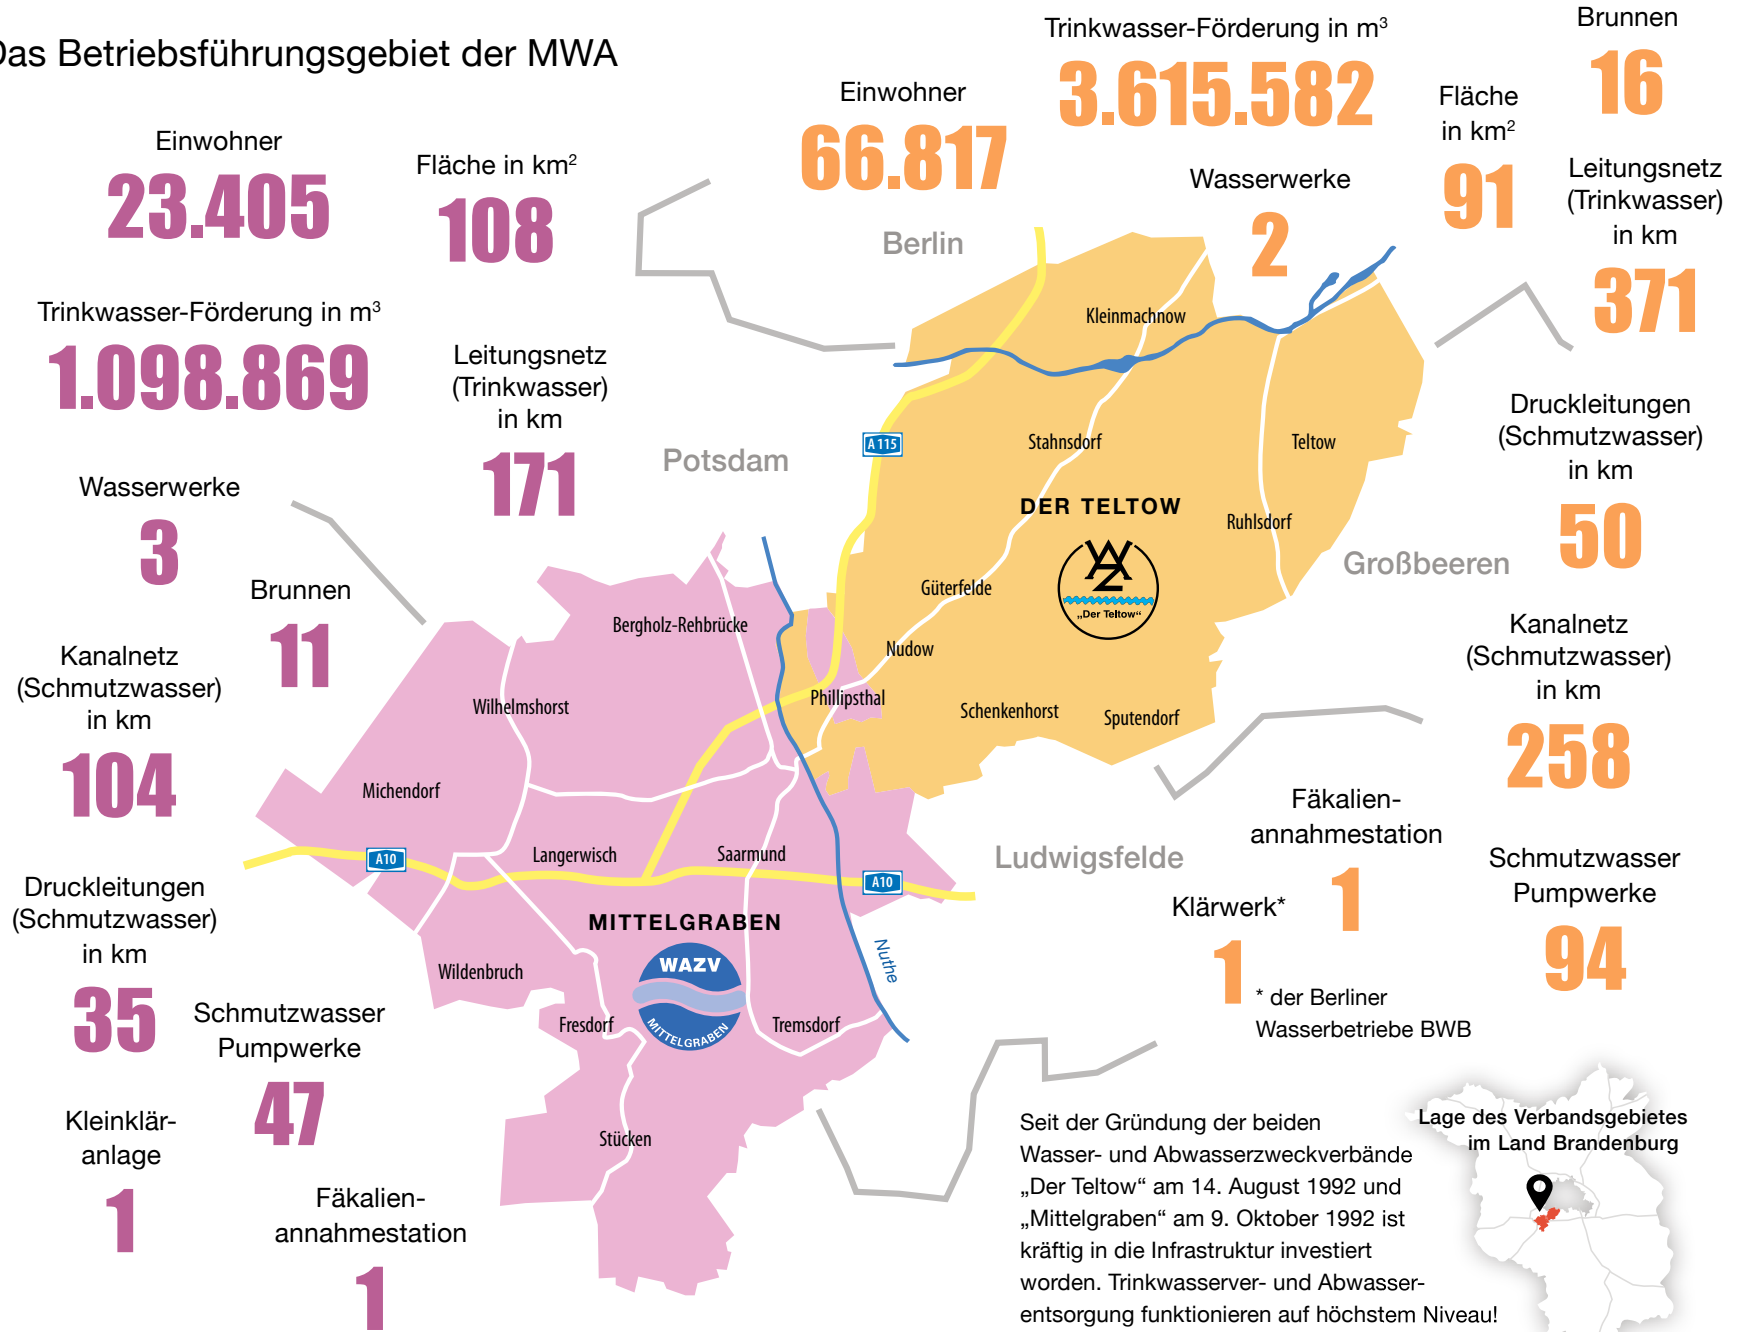 Das Betriebsführungsgebiet der MWA
Einwohner
23.405
Fläche in km²
108
Trinkwasser-Förderung in m³
1.098.869
Leitungsnetz
(Trinkwasser)
in km
171
Wasserwerke
3
Brunnen
11
Kanalnetz
(Schmutzwasser)
in km
104
Druckleitungen
(Schmutzwasser)
in km
35
Schmutzwasser
Pumpwerke
47
Kleinklär-
anlage
1
Fäkalien-
annahmestation
1
Einwohner
66.817
Trinkwasser-Förderung in m³
3.615.582
Wasserwerke
2
Fläche
in km²
91
Brunnen
16
Leitungsnetz
(Trinkwasser)
in km
371
Druckleitungen
(Schmutzwasser)
in km
50
Kanalnetz
(Schmutzwasser)
in km
258
Fäkalien-
annahmestation
1
Schmutzwasser
Pumpwerke
94
Klärwerk*
1
* der Berliner
Wasserbetriebe BWB
Berlin
Potsdam
Großbeeren
Ludwigsfelde
Kleinmachnow
A 115
Stahnsdorf
Teltow
DER TELTOW
Ruhlsdorf
WAZ
„Der Teltow“
Güterfelde
Nudow
Phillipsthal
Schenkenhorst
Sputendorf
Bergholz-Rehbrücke
Wilhelmshorst
Michendorf
Langerwisch
Saarmund
A10
A10
MITTELGRABEN
WAZV
MITTELGRABEN
Nuthe
Wildenbruch
Fresdorf
Tremsdorf
Stücken
Seit der Gründung der beiden
Wasser- und Abwasserzweckverbände
„Der Teltow“ am 14. August 1992 und
„Mittelgraben“ am 9. Oktober 1992 ist
kräftig in die Infrastruktur investiert
worden. Trinkwasserver- und Abwasser-
entsorgung funktionieren auf höchstem Niveau!
Lage des Verbandsgebietes
im Land Brandenburg